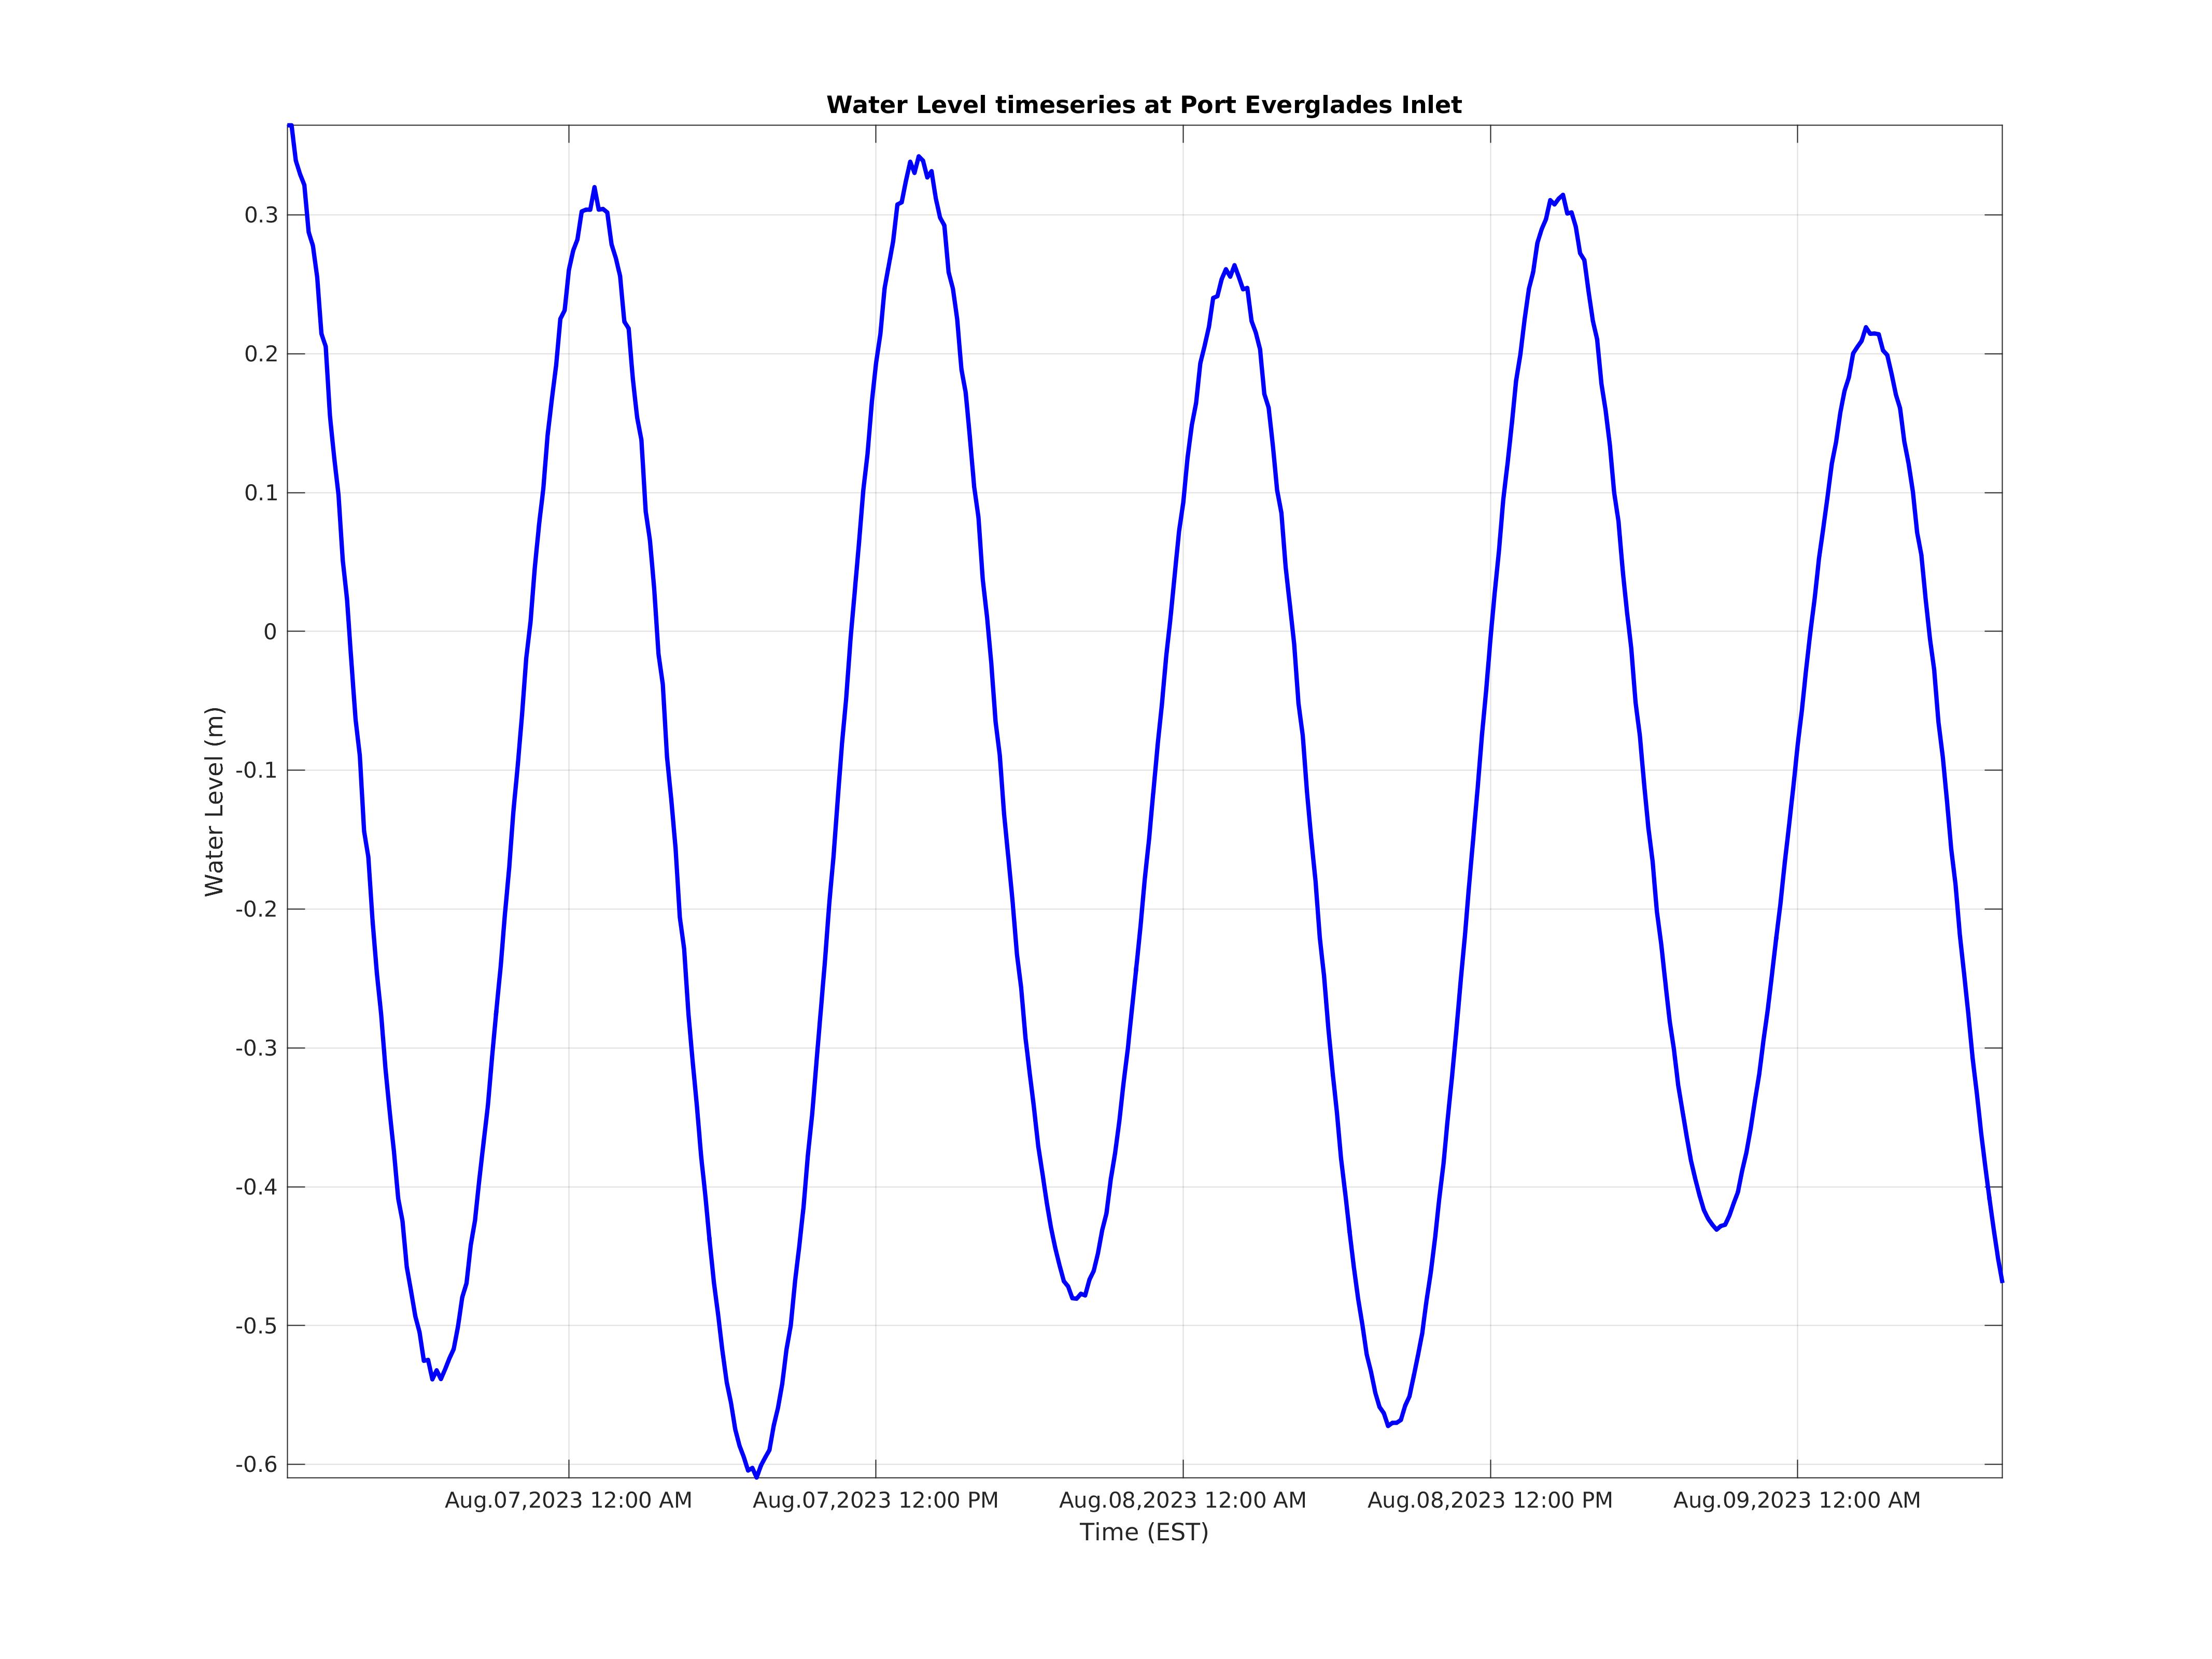 Water Level timeseries at Port Everglades Inlet
0.3
0.2
0.1
0
-0.1
-0.2
-0.3
-0.4
-0.5
-0.6
Water Level (m)
Aug.07,2023 12:00 AM
Aug.07,2023 12:00 PM
Aug.08,2023 12:00 AM
Aug.08,2023 12:00 PM
Aug.09,2023 12:00 AM
Time (EST)